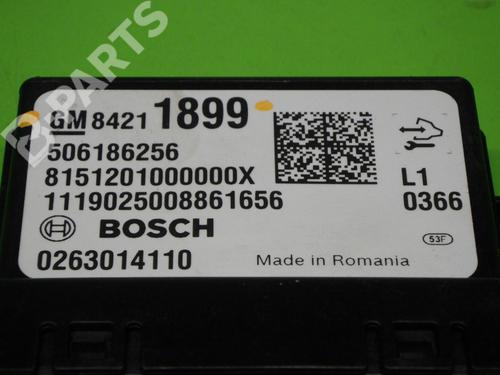 B PARTS
GM 8421 1899
506186256
8151201000000X
1119025008861656
L1
0366
BOSCH
53F
0263014110
Made in Romania